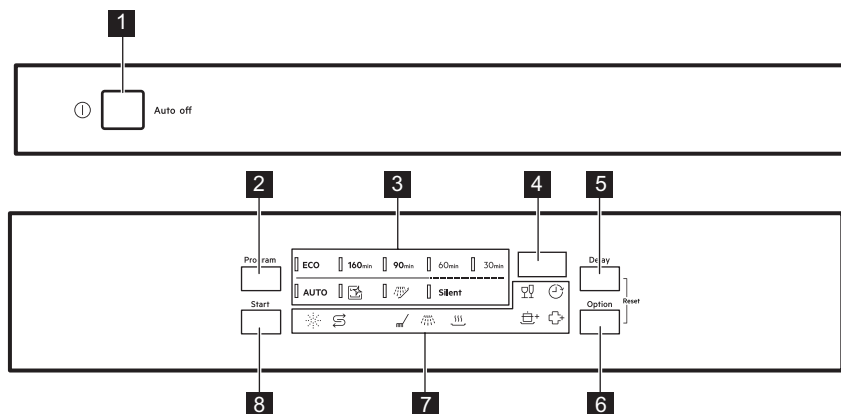 1
Auto off
2
3
4
5
Program
ECO 160min 90min 60min 30min
Delay
AUTO Silent
Start
Option
Reset
8
7
6